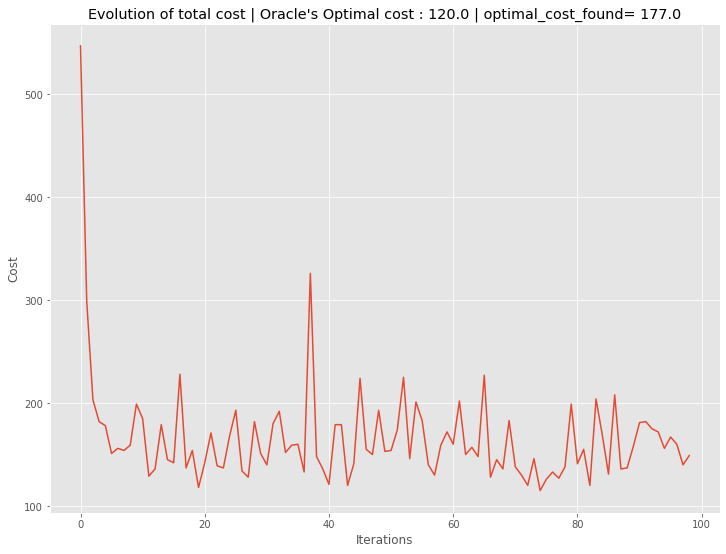 Evolution of total cost | Oracle's Optimal cost : 120.0 | optimal_cost_found= 177.0
500
400
300
200
100
Cost
0 20 40 60 80 100
Iterations